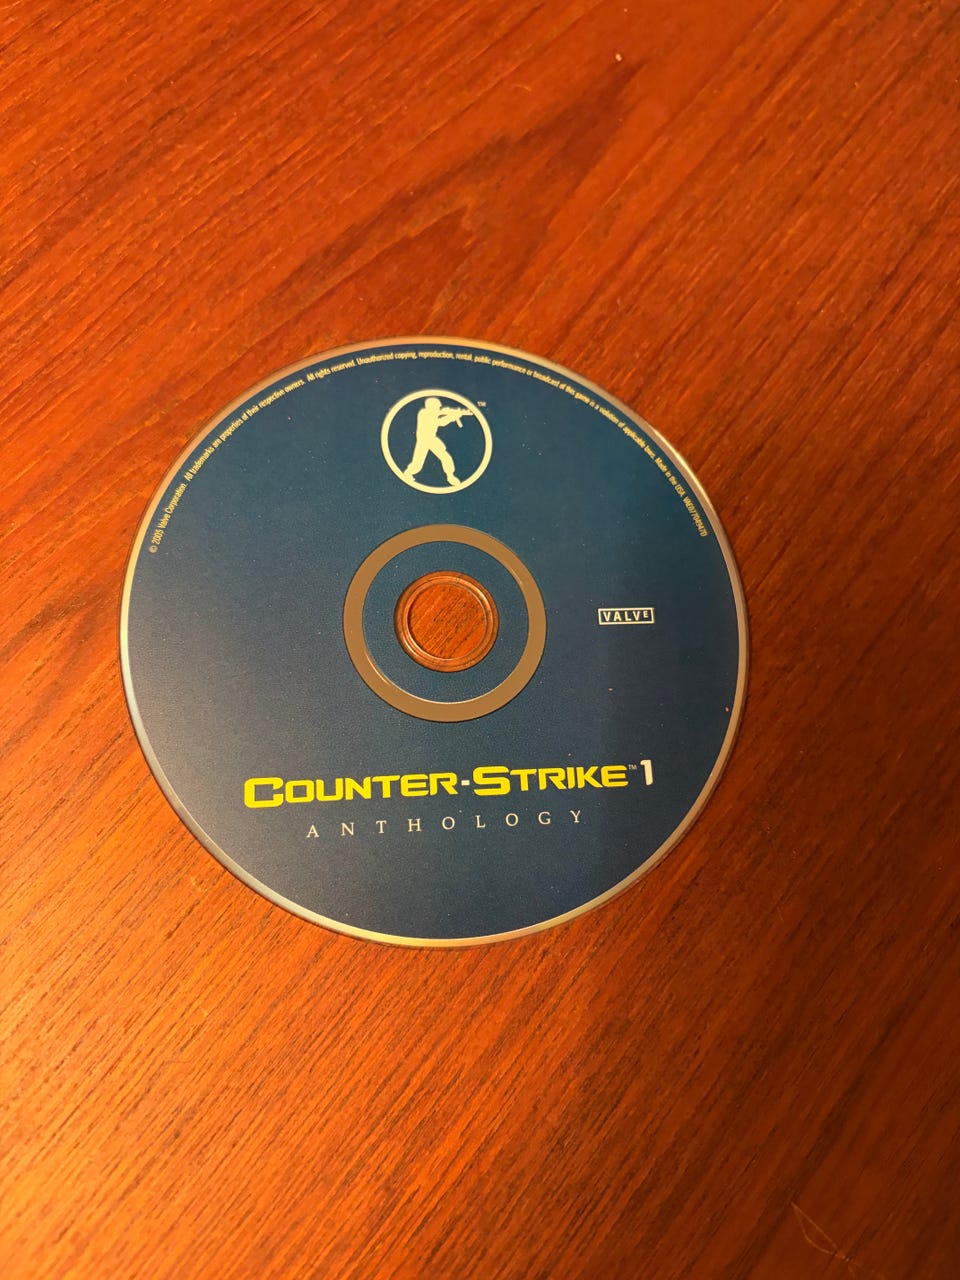 © 2005 Valve Corporation. All trademarks are properties of their respective owners. All rights reserved. Unauthorized copying, reproduction, rental, public performance or broadcast of this game is a violation of applicable laws. Made in the USA.
™
VALVE
COUNTER-STRIKE™ 1
ANTHOLOGY